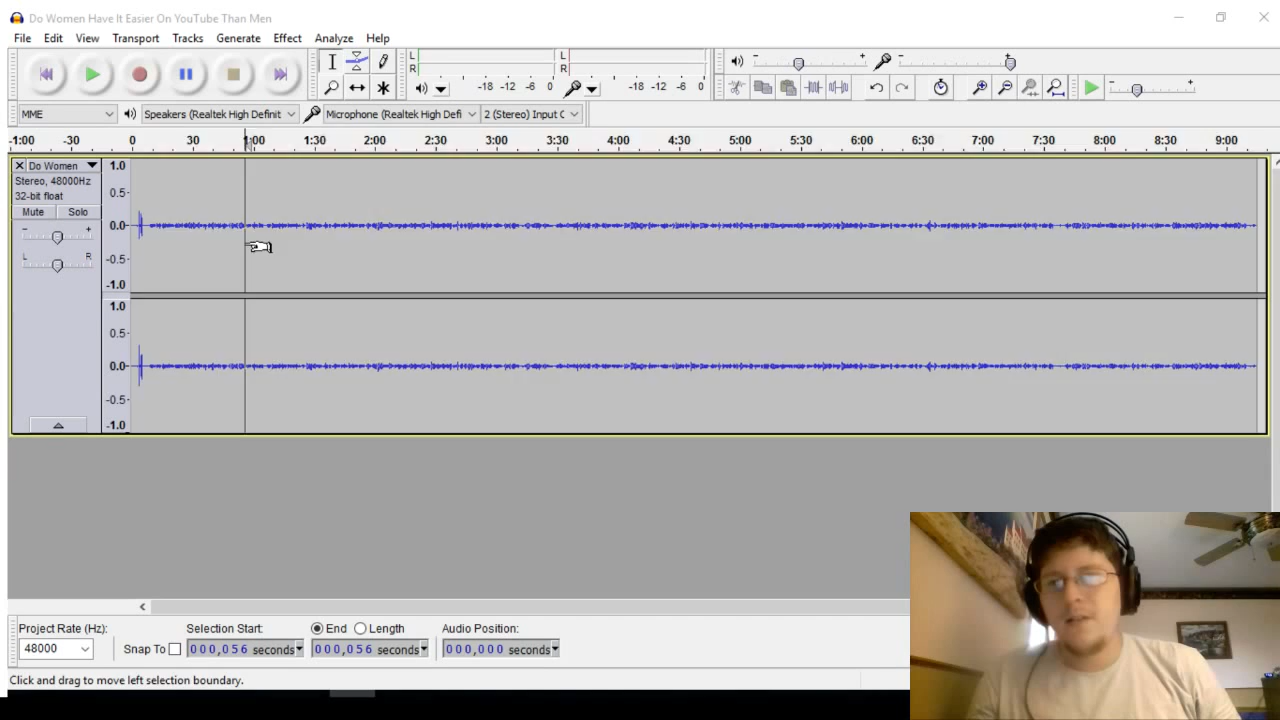 Do Women Have It Easier On YouTube Than Men
File Edit View Transport Tracks Generate Effect Analyze Help
L
R
-18 -12 -6 0
L
R
-18 -12 -6 0
- +
- +
- +
MME Speakers (Realtek High Definit Microphone (Realtek High Defi 2 (Stereo) Input C
-1:00 -30 0 30 1:00 1:30 2:00 2:30 3:00 3:30 4:00 4:30 5:00 5:30 6:00 6:30 7:00 7:30 8:00 8:30 9:00
Do Women
Stereo, 48000Hz
32-bit float
Mute Solo
- +
L R
1.0
0.5
0.0
-0.5
-1.0
1.0
0.5
0.0
-0.5
-1.0
Project Rate (Hz):
48000
Snap To
Selection Start:
000,056 seconds
End Length
000,056 seconds
Audio Position:
000,000 seconds
Click and drag to move left selection boundary.